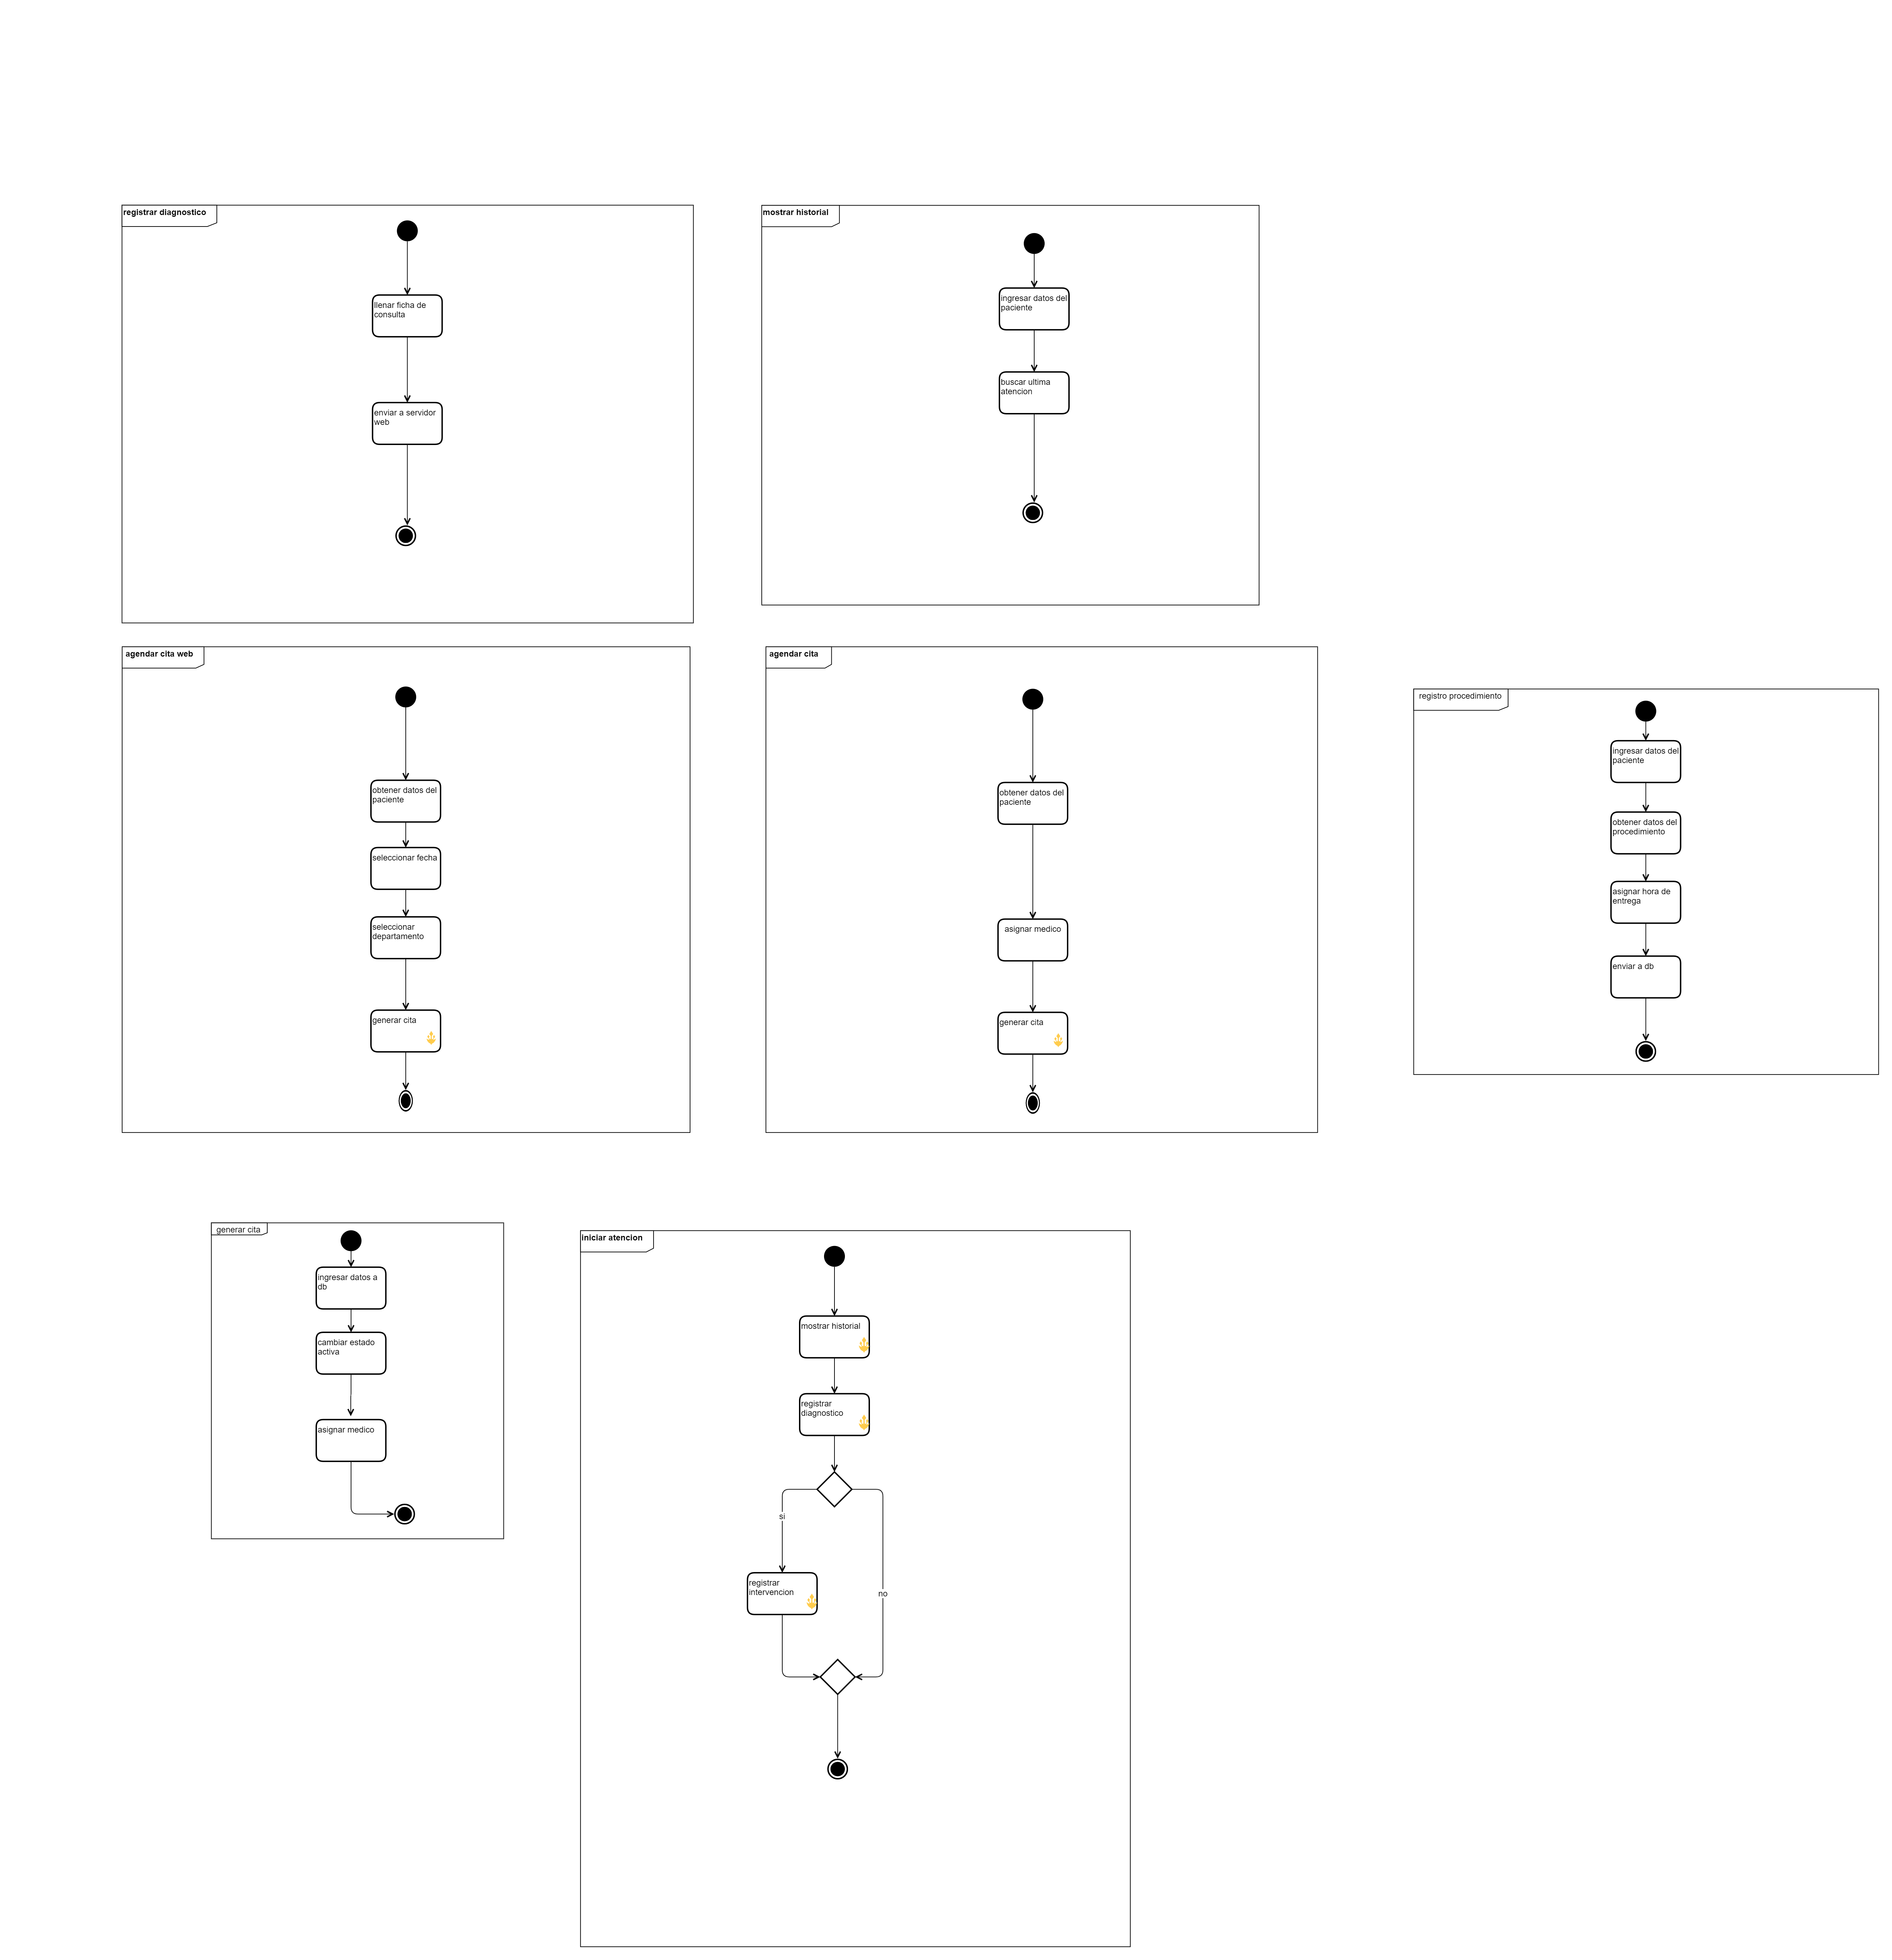 registrar diagnostico
llenar ficha de
consulta
enviar a servidor
web
mostrar historial
ingresar datos del
paciente
buscar ultima
atencion
agendar cita web
obtener datos del
paciente
seleccionar fecha
seleccionar
departamento
generar cita
agendar cita
obtener datos del
paciente
asignar medico
generar cita
registro procedimiento
ingresar datos del
paciente
obtener datos del
procedimiento
asignar hora de
entrega
enviar a db
generar cita
ingresar datos a
db
cambiar estado
activa
asignar medico
iniciar atencion
mostrar historial
registrar
diagnostico
si
registrar
intervencion
no